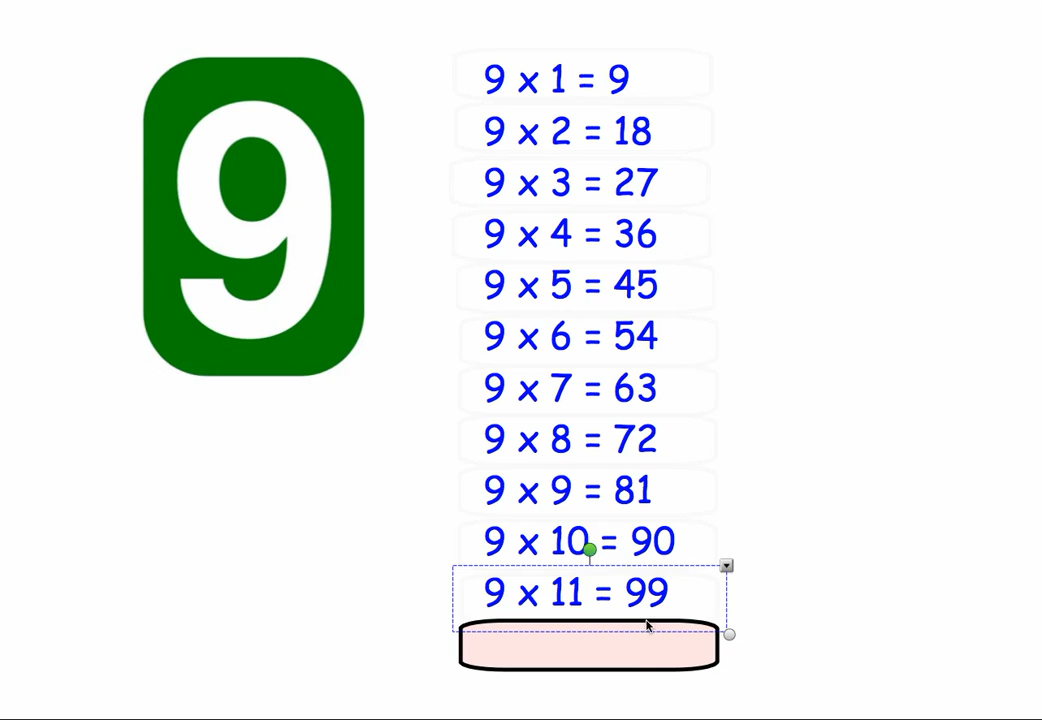 9
9 x 1 = 9
9 x 2 = 18
9 x 3 = 27
9 x 4 = 36
9 x 5 = 45
9 x 6 = 54
9 x 7 = 63
9 x 8 = 72
9 x 9 = 81
9 x 10 = 90
9 x 11 = 99